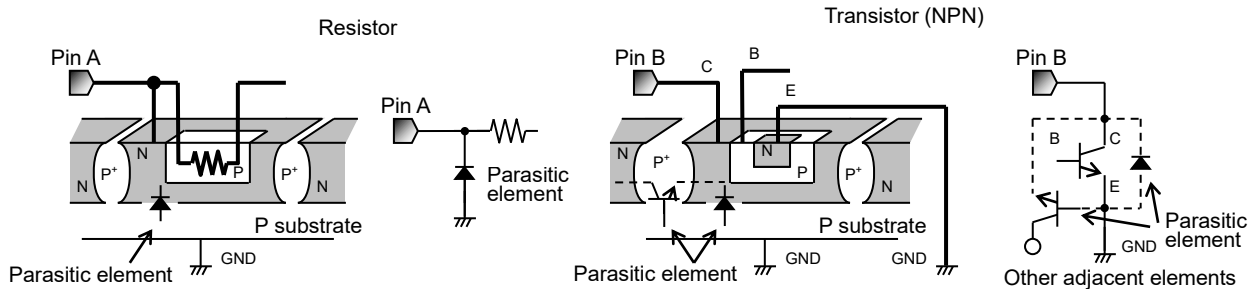 Resistor
Transistor (NPN)
Pin A
Pin B
B
C
E
Pin B
Pin A
N
P
N
P+
P+
N
Parasitic
element
P substrate
GND
Parasitic element
N
N
P+
N
P
P+
N
P substrate
GND
GND
Parasitic element
B
C
E
Parasitic
element
GND
Other adjacent elements